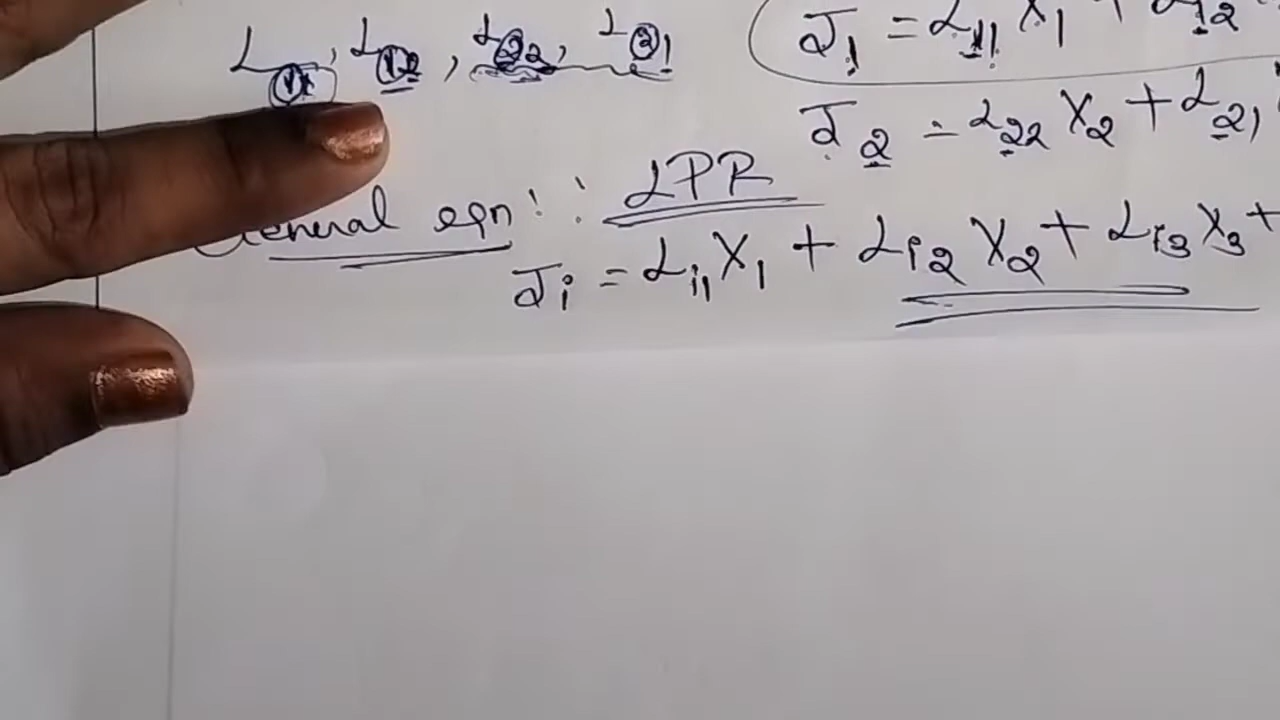 L₁₁, L₁₂, L₂₂, L₂₁
J₁ = L₁₁ X₁ + L₁₂
J₂ = L₂₂ X₂ + L₂₁
General eqn : ∴ LPR
Jᵢ = Lᵢ₁ X₁ + Lᵢ₂ X₂ + Lᵢ₃ X₃ +